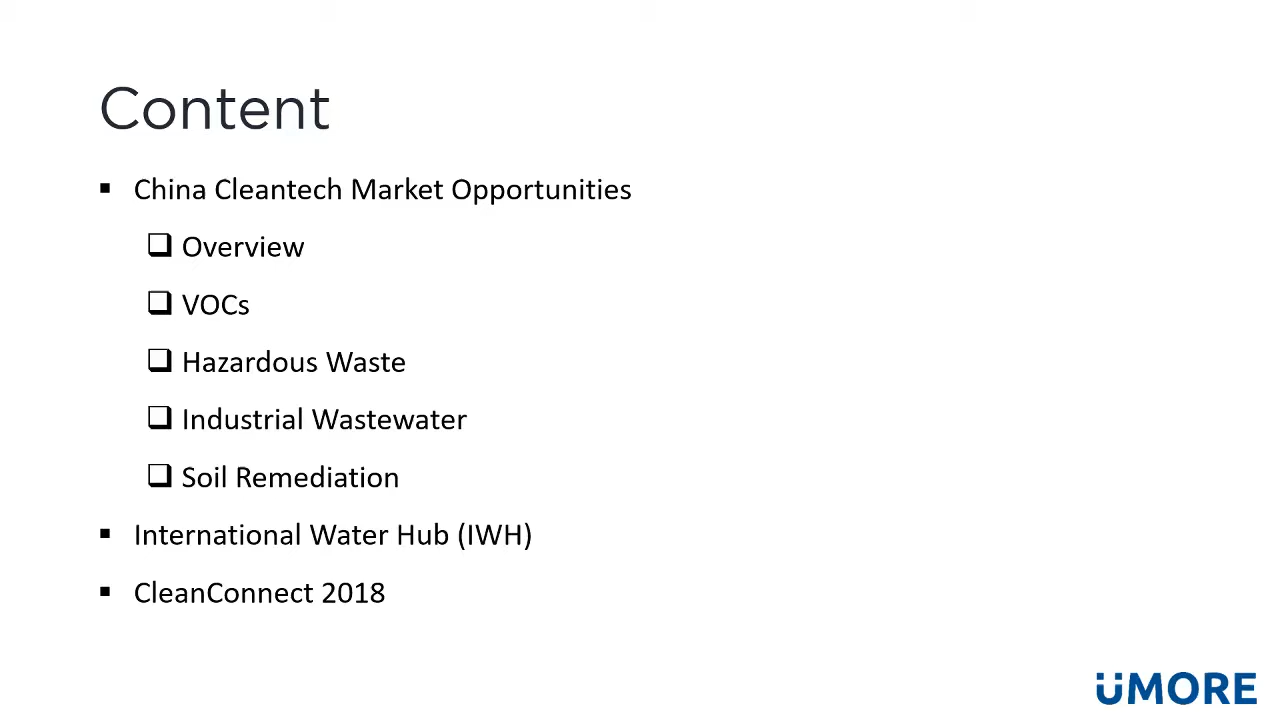 Content
▪ China Cleantech Market Opportunities
❑ Overview
❑ VOCs
❑ Hazardous Waste
❑ Industrial Wastewater
❑ Soil Remediation
▪ International Water Hub (IWH)
▪ CleanConnect 2018
ÜMORE